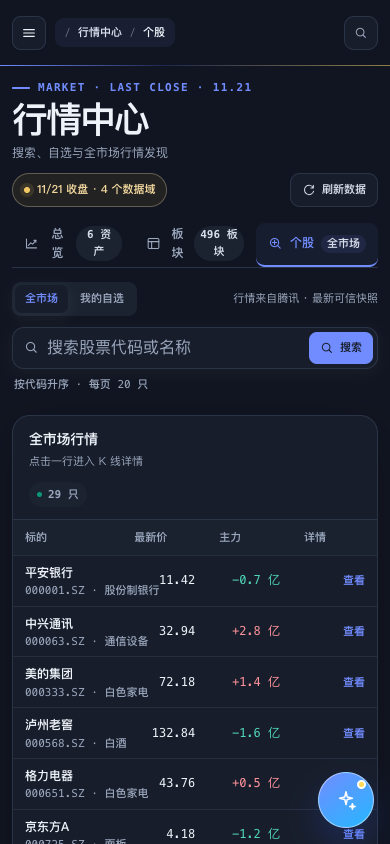 / 行情中心 / 个股
MARKET · LAST CLOSE · 11.21
行情中心
搜索、自选与全市场行情发现
11/21 收盘 · 4 个数据域
刷新数据
总览 6 资产 板块 496 板块 个股 全市场
全市场 我的自选 行情来自腾讯 · 最新可信快照
搜索股票代码或名称 搜索
按代码升序 · 每页 20 只
全市场行情
点击一行进入 K 线详情
29 只
标的 最新价 主力 详情
平安银行
000001.SZ · 股份制银行 11.42 −0.7 亿 查看
中兴通讯
000063.SZ · 通信设备 32.94 +2.8 亿 查看
美的集团
000333.SZ · 白色家电 72.18 +1.4 亿 查看
泸州老窖
000568.SZ · 白酒 132.84 −1.6 亿 查看
格力电器
000651.SZ · 白色家电 43.76 +0.5 亿
京东方A
000725.SZ · 面板 4.18 −1.2 亿 查看